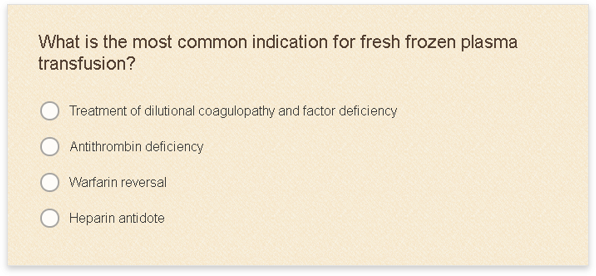 What is the most common indication for fresh frozen plasma
transfusion?
Treatment of dilutional coagulopathy and factor deficiency
Antithrombin deficiency
Warfarin reversal
Heparin antidote